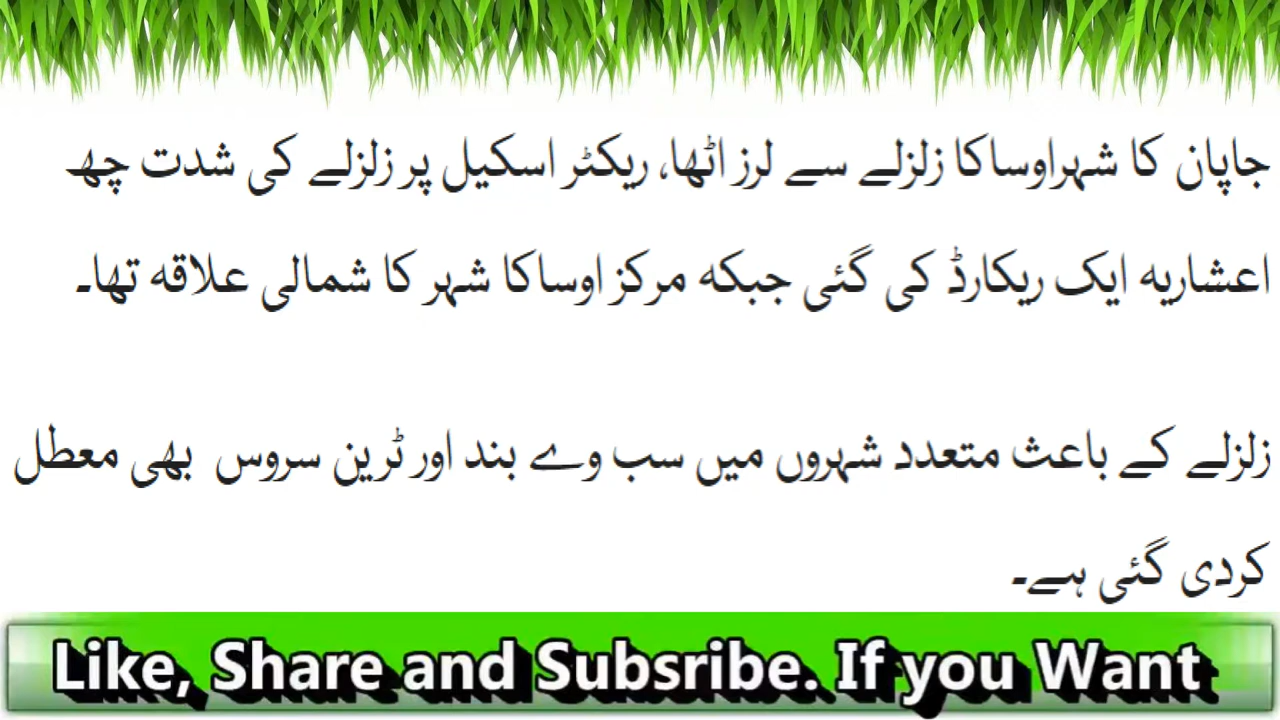 جاپان کا شہراوساکا زلزلے سے لرز اٹھا، ریکٹر اسکیل پر زلزلے کی شدت چھ
اعشاریہ ایک ریکارڈ کی گئی جبکہ مرکز اوساکا شہر کا شمالی علاقہ تھا۔
زلزلے کے باعث متعدد شہروں میں سب وے بند اور ٹرین سروس بھی معطل
کردی گئی ہے۔
Like, Share and Subsribe. If you Want